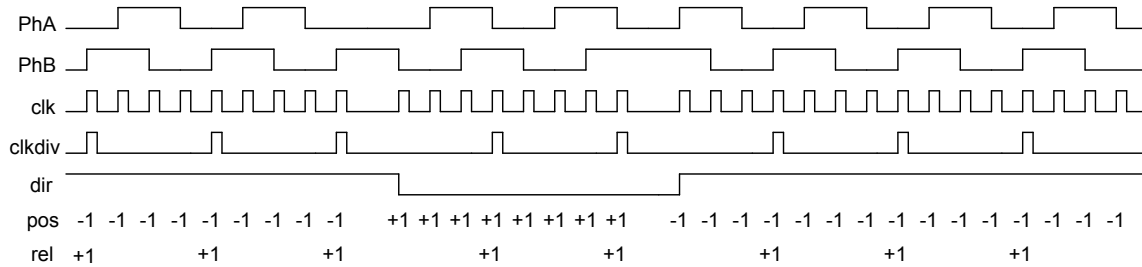 PhA
PhB
clk
clkdiv
dir
pos -1 -1 -1 -1 -1 -1 -1 -1 -1 +1 +1 +1 +1 +1 +1 +1 +1 -1 -1 -1 -1 -1 -1 -1 -1 -1 -1 -1 -1 -1 -1 -1
rel +1 +1 +1 +1 +1 +1 +1 +1